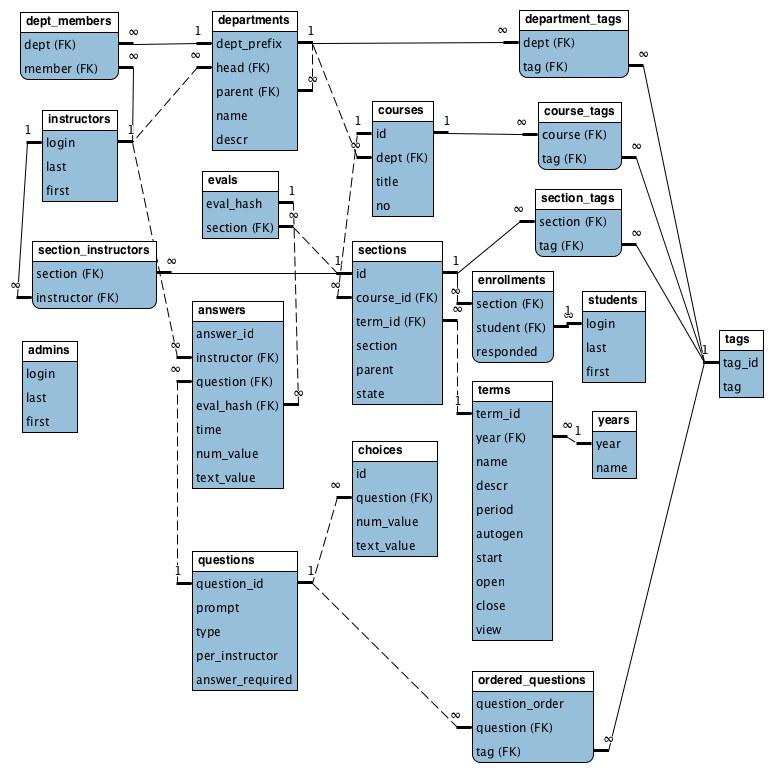 dept_members
dept (FK)
member (FK)
departments
dept_prefix
head (FK)
parent (FK)
name
descr
department_tags
dept (FK)
tag (FK)
instructors
login
last
first
courses
id
dept (FK)
title
no
course_tags
course (FK)
tag (FK)
evals
eval_hash
section (FK)
section_tags
section (FK)
tag (FK)
section_instructors
section (FK)
instructor (FK)
sections
id
course_id (FK)
term_id (FK)
section
parent
state
enrollments
section (FK)
student (FK)
responded
students
login
last
first
answers
answer_id
instructor (FK)
question (FK)
eval_hash (FK)
time
num_value
text_value
admins
login
last
first
tags
tag_id
tag
terms
term_id
year (FK)
name
descr
period
autogen
start
open
close
view
years
year
name
choices
id
question (FK)
num_value
text_value
questions
question_id
prompt
type
per_instructor
answer_required
ordered_questions
question_order
question (FK)
tag (FK)
∞
1
∞
∞
1
∞
∞
∞
1
1
∞
1
∞
1
∞
1
∞
∞
∞
∞
∞
1
∞
1
∞
∞
1
∞
∞
∞
∞
1
1
∞
1
∞
1
1
∞
∞